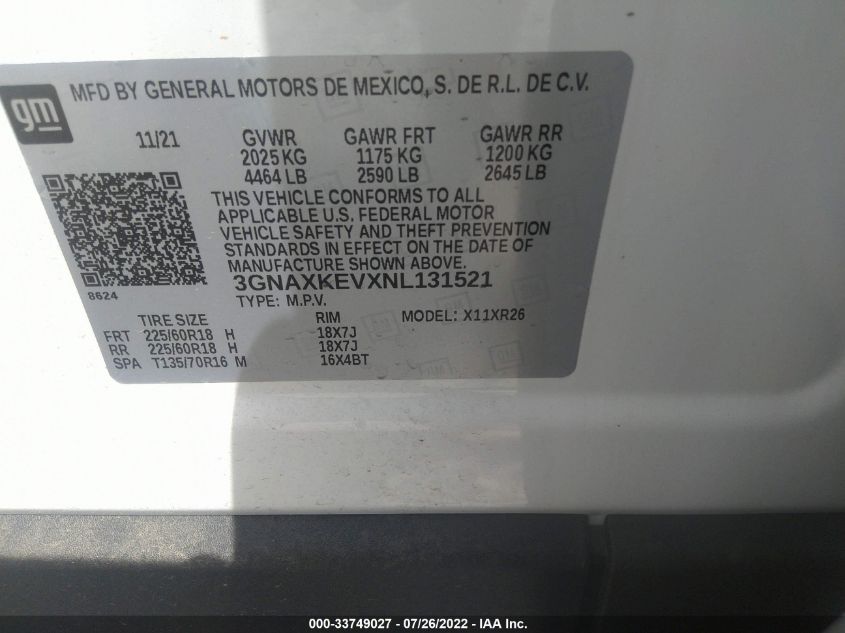 gm
MFD BY GENERAL MOTORS DE MEXICO, S. DE R.L. DE C.V.
11/21 GVWR GAWR FRT GAWR RR
2025 KG 1175 KG 1200 KG
4464 LB 2590 LB 2645 LB
THIS VEHICLE CONFORMS TO ALL
APPLICABLE U.S. FEDERAL MOTOR
VEHICLE SAFETY AND THEFT PREVENTION
STANDARDS IN EFFECT ON THE DATE OF
MANUFACTURE SHOWN ABOVE.
8624
3GNAXKEVXNL131521
TYPE: M.P.V.
TIRE SIZE RIM MODEL: X11XR26
FRT 225/60R18 H 18X7J
RR 225/60R18 H 18X7J
SPA T135/70R16 M 16X4BT
000-33749027 - 07/26/2022 - IAA Inc.